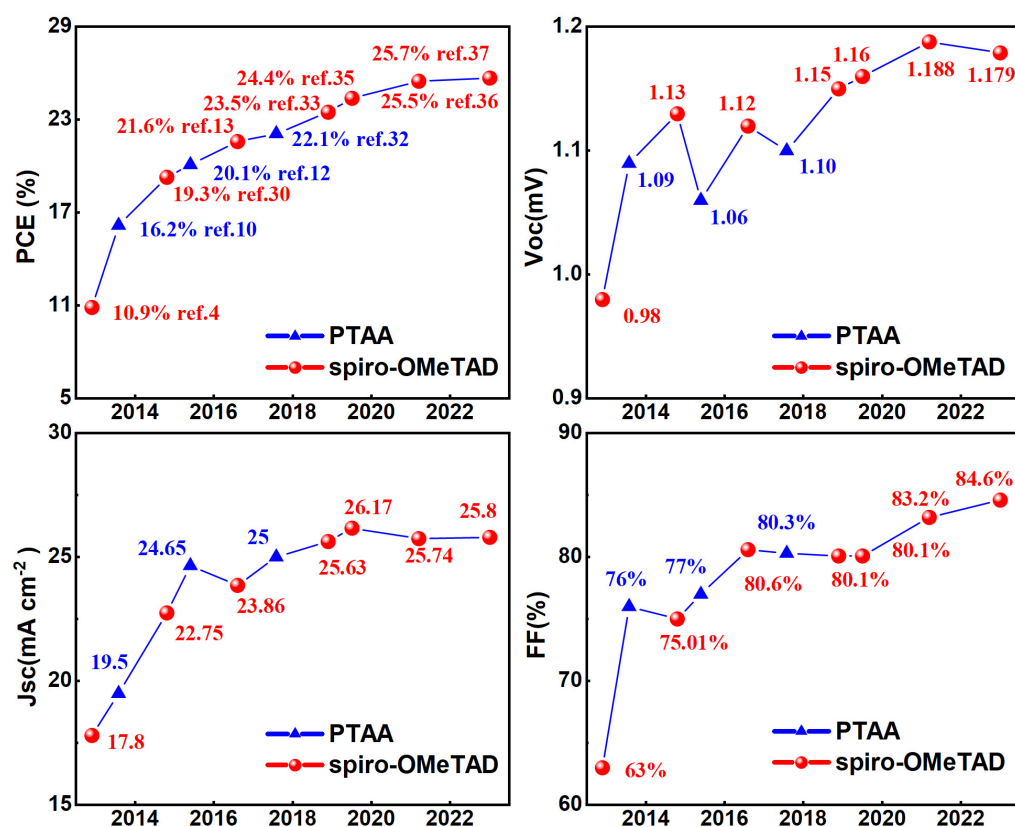 29
23
17
11
5
PCE (%)
25.7% ref.37
24.4% ref.35
23.5% ref.33
25.5% ref.36
21.6% ref.13
22.1% ref.32
20.1% ref.12
19.3% ref.30
16.2% ref.10
10.9% ref.4
PTAA
spiro-OMeTAD
2014 2016 2018 2020 2022
1.2
1.1
1.0
0.9
Voc(mV)
1.16
1.15
1.188
1.179
1.13
1.12
1.09
1.10
1.06
0.98
PTAA
spiro-OMeTAD
2014 2016 2018 2020 2022
30
25
20
15
Jsc(mA cm⁻²)
26.17
25.8
24.65
25
25.63
25.74
23.86
22.75
19.5
17.8
PTAA
spiro-OMeTAD
2014 2016 2018 2020 2022
90
80
70
60
FF(%)
84.6%
83.2%
80.3%
80.1%
76%
77%
80.6%
80.1%
75.01%
63%
PTAA
spiro-OMeTAD
2014 2016 2018 2020 2022